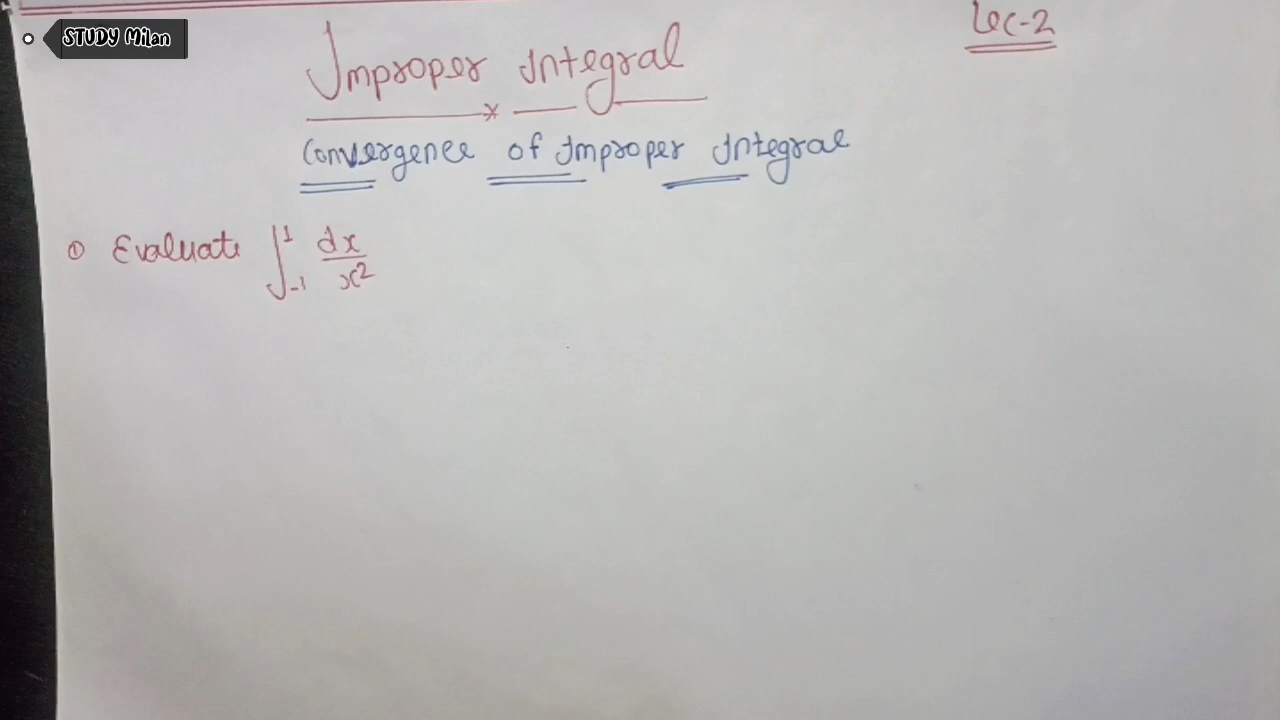 STUDY Milan
Lec-2
Improper Integral
Convergence of Improper Integral
① Evaluate ∫₋₁¹ dx/x²